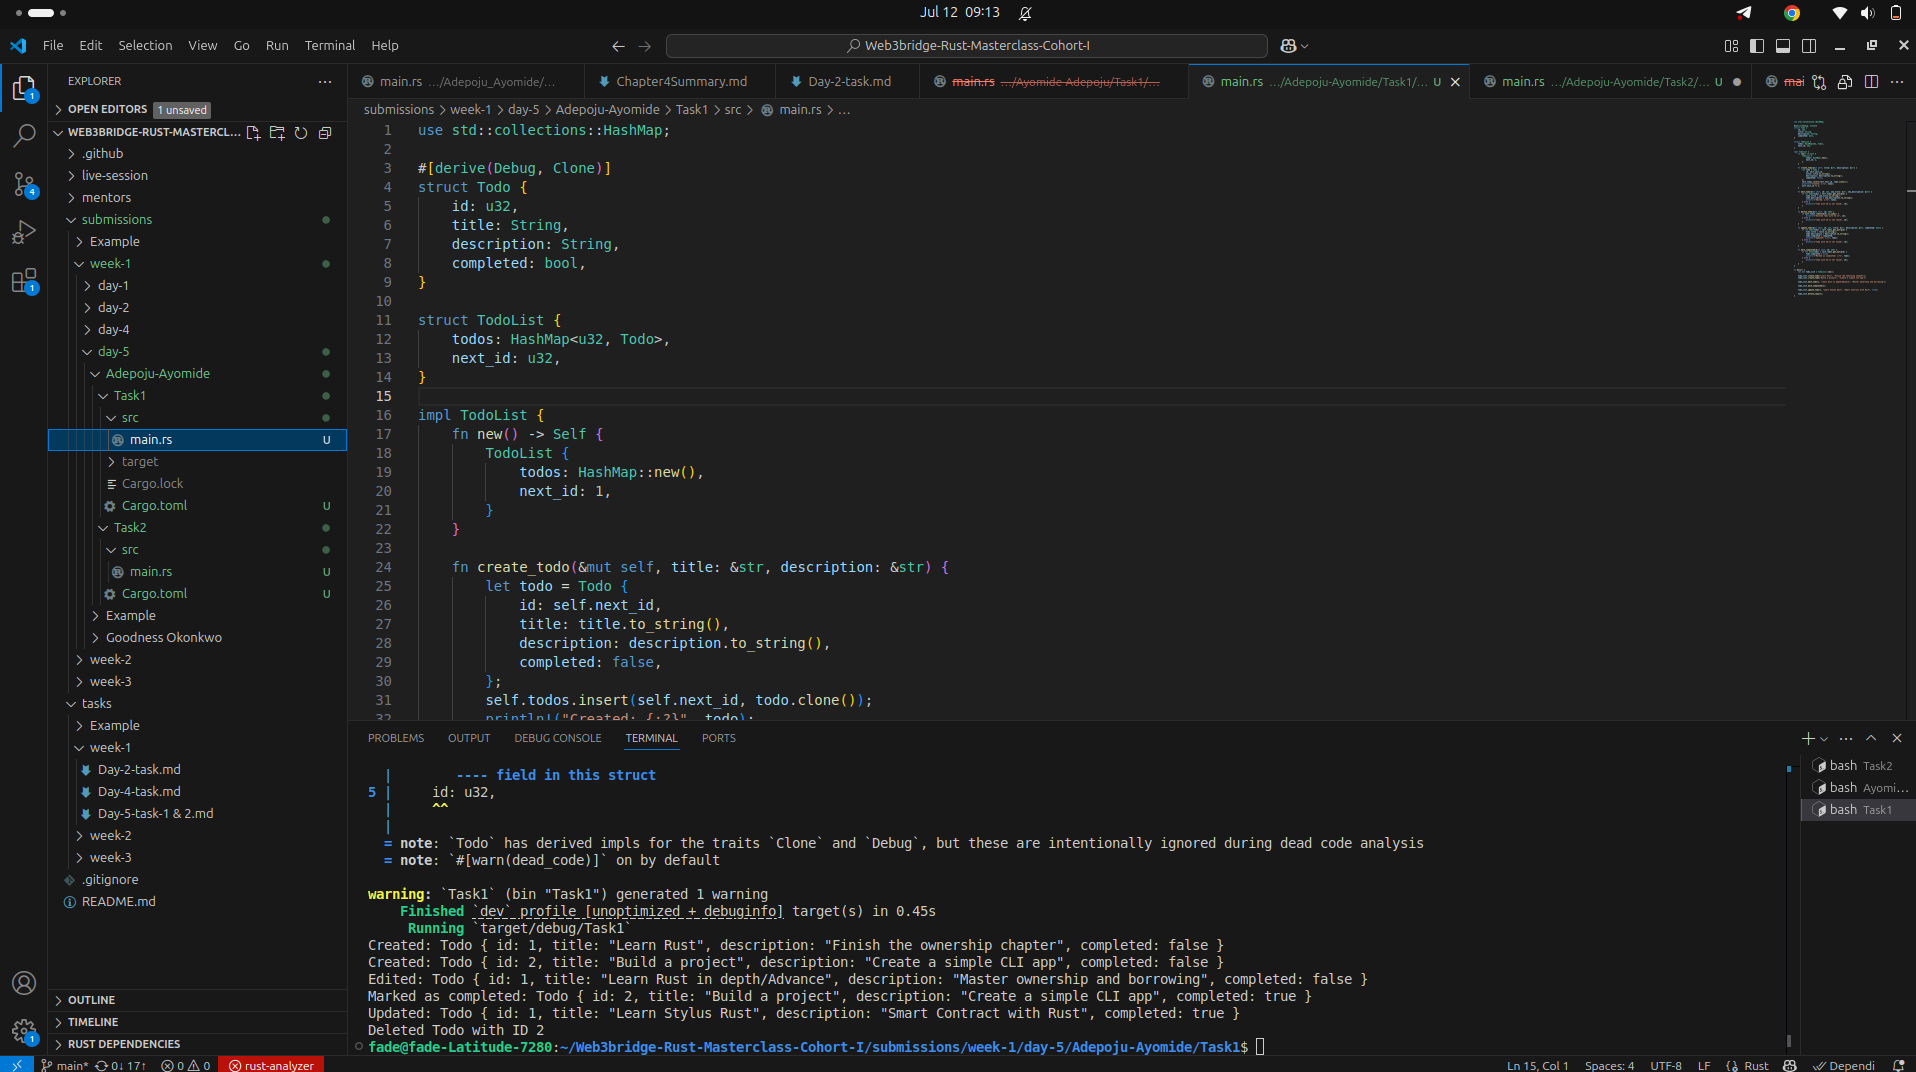 Jul 12 09:13
File Edit Selection View Go Run Terminal Help
Web3bridge-Rust-Masterclass-Cohort-I
EXPLORER
main.rs .../Adepoju_Ayomide/...
Chapter4Summary.md
Day-2-task.md
main.rs .../Ayomide Adepoju/Task1/...
main.rs .../Adepoju-Ayomide/Task1/... U
main.rs .../Adepoju-Ayomide/Task2/... U
mai
OPEN EDITORS 1 unsaved
WEB3BRIDGE-RUST-MASTERCL...
.github
live-session
mentors
submissions
Example
week-1
day-1
day-2
day-4
day-5
Adepoju-Ayomide
Task1
src
main.rs U
target
Cargo.lock
Cargo.toml U
Task2
src
main.rs U
Cargo.toml U
Example
Goodness Okonkwo
week-2
week-3
tasks
Example
week-1
Day-2-task.md
Day-4-task.md
Day-5-task-1 & 2.md
week-2
week-3
.gitignore
README.md
OUTLINE
TIMELINE
RUST DEPENDENCIES
1
4
1
1
submissions > week-1 > day-5 > Adepoju-Ayomide > Task1 > src > main.rs > ...
1 use std::collections::HashMap;
2
3 #[derive(Debug, Clone)]
4 struct Todo {
5 id: u32,
6 title: String,
7 description: String,
8 completed: bool,
9 }
10
11 struct TodoList {
12 todos: HashMap<u32, Todo>,
13 next_id: u32,
14 }
15
16 impl TodoList {
17 fn new() -> Self {
18 TodoList {
19 todos: HashMap::new(),
20 next_id: 1,
21 }
22 }
23
24 fn create_todo(&mut self, title: &str, description: &str) {
25 let todo = Todo {
26 id: self.next_id,
27 title: title.to_string(),
28 description: description.to_string(),
29 completed: false,
30 };
31 self.todos.insert(self.next_id, todo.clone());
32 println!("Created: {:?}", todo);
PROBLEMS OUTPUT DEBUG CONSOLE TERMINAL PORTS
| ---- field in this struct
5 | id: u32,
| ^^
|
= note: `Todo` has derived impls for the traits `Clone` and `Debug`, but these are intentionally ignored during dead code analysis
= note: `#[warn(dead_code)]` on by default
warning: `Task1` (bin "Task1") generated 1 warning
Finished `dev` profile [unoptimized + debuginfo] target(s) in 0.45s
Running `target/debug/Task1`
Created: Todo { id: 1, title: "Learn Rust", description: "Finish the ownership chapter", completed: false }
Created: Todo { id: 2, title: "Build a project", description: "Create a simple CLI app", completed: false }
Edited: Todo { id: 1, title: "Learn Rust in depth/Advance", description: "Master ownership and borrowing", completed: false }
Marked as completed: Todo { id: 2, title: "Build a project", description: "Create a simple CLI app", completed: true }
Updated: Todo { id: 1, title: "Learn Stylus Rust", description: "Smart Contract with Rust", completed: true }
Deleted Todo with ID 2
fade@fade-Latitude-7280:~/Web3bridge-Rust-Masterclass-Cohort-I/submissions/week-1/day-5/Adepoju-Ayomide/Task1$
bash Task2
bash Ayomi...
bash Task1
main* 0↓ 17↑ 0 0 rust-analyzer
Ln 15, Col 1 Spaces: 4 UTF-8 LF Rust Dependi